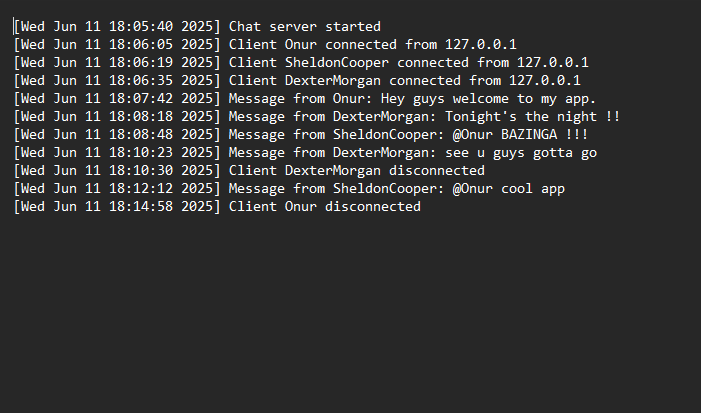 [Wed Jun 11 18:05:40 2025] Chat server started
[Wed Jun 11 18:06:05 2025] Client Onur connected from 127.0.0.1
[Wed Jun 11 18:06:19 2025] Client SheldonCooper connected from 127.0.0.1
[Wed Jun 11 18:06:35 2025] Client DexterMorgan connected from 127.0.0.1
[Wed Jun 11 18:07:42 2025] Message from Onur: Hey guys welcome to my app.
[Wed Jun 11 18:08:18 2025] Message from DexterMorgan: Tonight's the night !!
[Wed Jun 11 18:08:48 2025] Message from SheldonCooper: @Onur BAZINGA !!!
[Wed Jun 11 18:10:23 2025] Message from DexterMorgan: see u guys gotta go
[Wed Jun 11 18:10:30 2025] Client DexterMorgan disconnected
[Wed Jun 11 18:12:12 2025] Message from SheldonCooper: @Onur cool app
[Wed Jun 11 18:14:58 2025] Client Onur disconnected